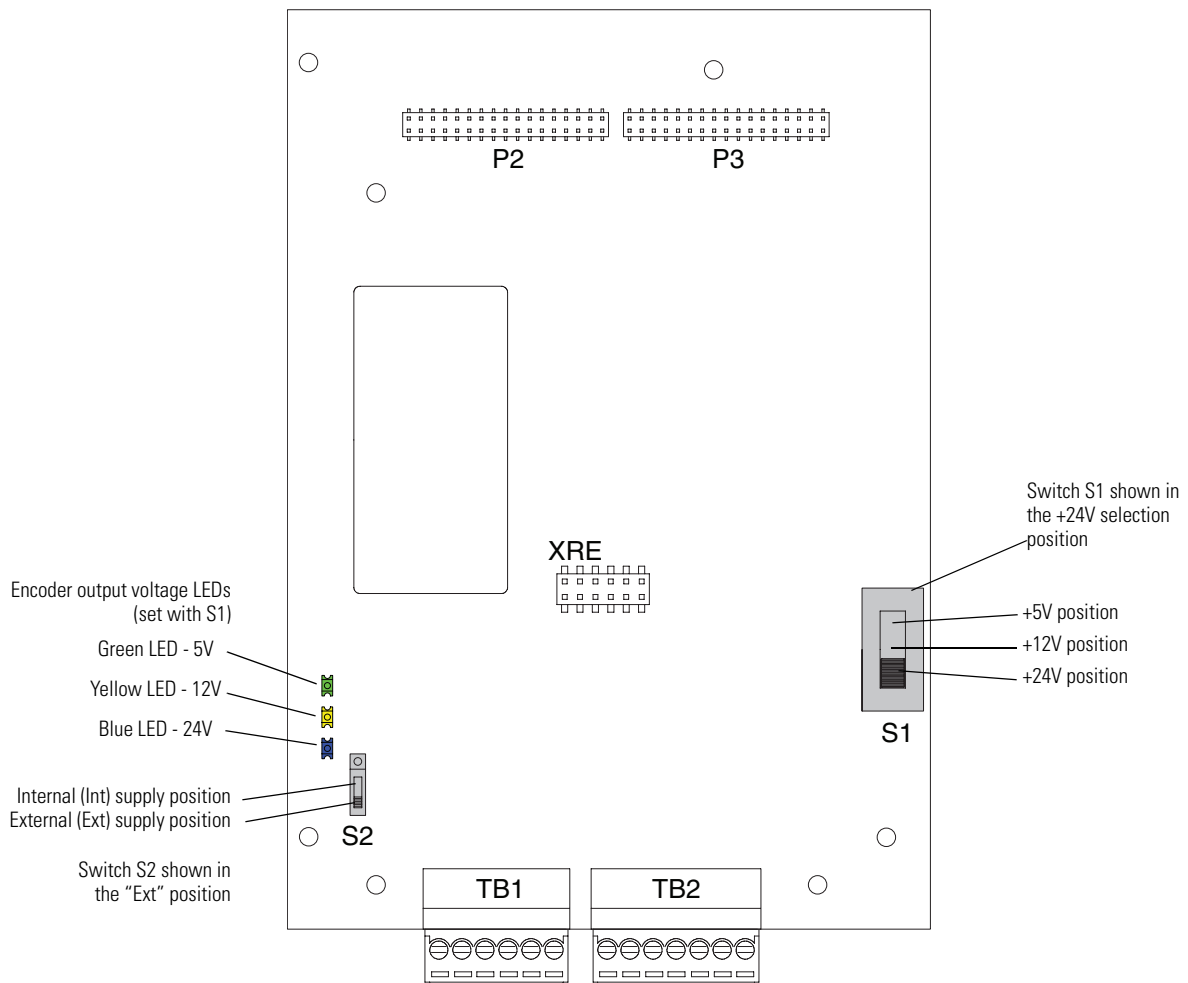 P2
P3
XRE
Switch S1 shown in
the +24V selection
position
+5V position
+12V position
+24V position
S1
Encoder output voltage LEDs
(set with S1)
Green LED - 5V
Yellow LED - 12V
Blue LED - 24V
Internal (Int) supply position
External (Ext) supply position
S2
Switch S2 shown in
the “Ext” position
TB1
TB2